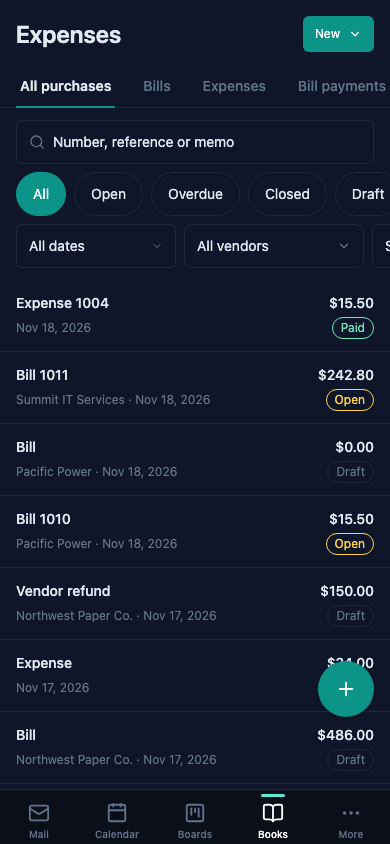 Expenses
New
All purchases
Bills
Expenses
Bill payments
Number, reference or memo
All
Open
Overdue
Closed
Draft
All dates
All vendors
Expense 1004
$15.50
Nov 18, 2026
Paid
Bill 1011
$242.80
Summit IT Services · Nov 18, 2026
Open
Bill
$0.00
Pacific Power · Nov 18, 2026
Draft
Bill 1010
$15.50
Pacific Power · Nov 18, 2026
Open
Vendor refund
$150.00
Northwest Paper Co. · Nov 17, 2026
Draft
Expense
Nov 17, 2026
Bill
$486.00
Northwest Paper Co. · Nov 17, 2026
Draft
Mail
Calendar
Boards
Books
More